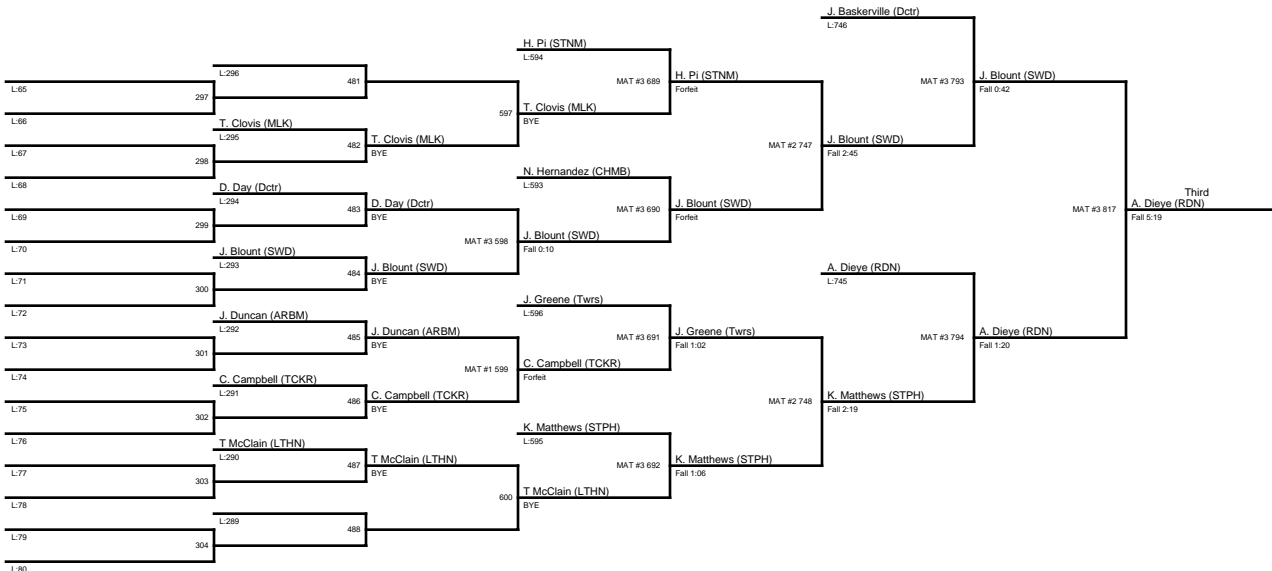 J. Baskerville (Dctr)
L:746
H. Pi (STNM)
L:594
L:296
481
MAT #3 689
H. Pi (STNM)
Forfeit
MAT #3 793
J. Blount (SWD)
Fall 0:42
L:65
297
L:66
597
T. Clovis (MLK)
BYE
T. Clovis (MLK)
L:295
L:67
482
T. Clovis (MLK)
BYE
MAT #2 747
J. Blount (SWD)
Fall 2:45
298
L:68
N. Hernandez (CHMB)
L:593
D. Day (Dctr)
L:294
Third
L:69
483
D. Day (Dctr)
BYE
MAT #3 690
J. Blount (SWD)
Forfeit
MAT #3 817
A. Dieye (RDN)
Fall 5:19
299
L:70
MAT #3 598
J. Blount (SWD)
Fall 0:10
J. Blount (SWD)
L:293
L:71
484
J. Blount (SWD)
BYE
A. Dieye (RDN)
L:745
300
L:72
J. Greene (Twrs)
L:596
J. Duncan (ARBM)
L:292
L:73
485
J. Duncan (ARBM)
BYE
MAT #3 691
J. Greene (Twrs)
Fall 1:02
MAT #3 794
A. Dieye (RDN)
Fall 1:20
301
L:74
MAT #1 599
C. Campbell (TCKR)
Forfeit
C. Campbell (TCKR)
L:291
L:75
486
C. Campbell (TCKR)
BYE
MAT #2 748
K. Matthews (STPH)
Fall 2:19
302
L:76
K. Matthews (STPH)
L:595
T McClain (LTHN)
L:290
L:77
487
T McClain (LTHN)
BYE
MAT #3 692
K. Matthews (STPH)
Fall 1:06
303
L:78
600
T McClain (LTHN)
BYE
L:289
L:79
488
304
L:80